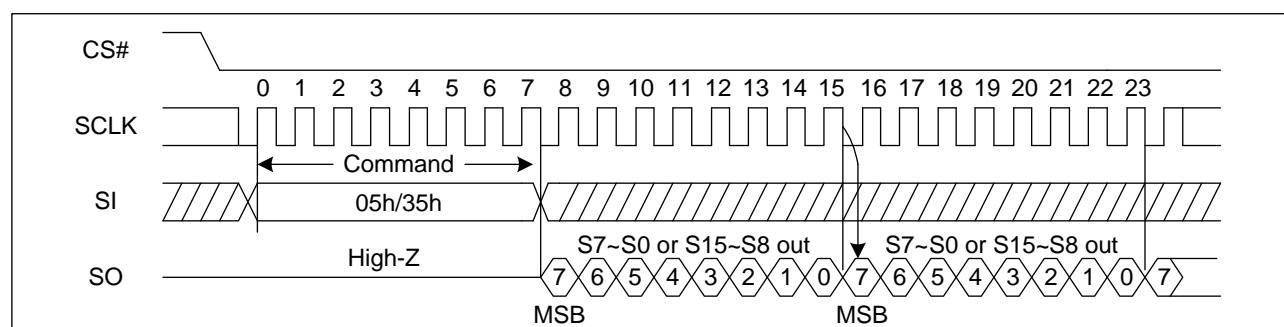 CS#
0 1 2 3 4 5 6 7 8 9 10 11 12 13 14 15 16 17 18 19 20 21 22 23
SCLK
Command
SI
05h/35h
S7~S0 or S15~S8 out S7~S0 or S15~S8 out
High-Z
SO
7 6 5 4 3 2 1 0 7 6 5 4 3 2 1 0 7
MSB MSB